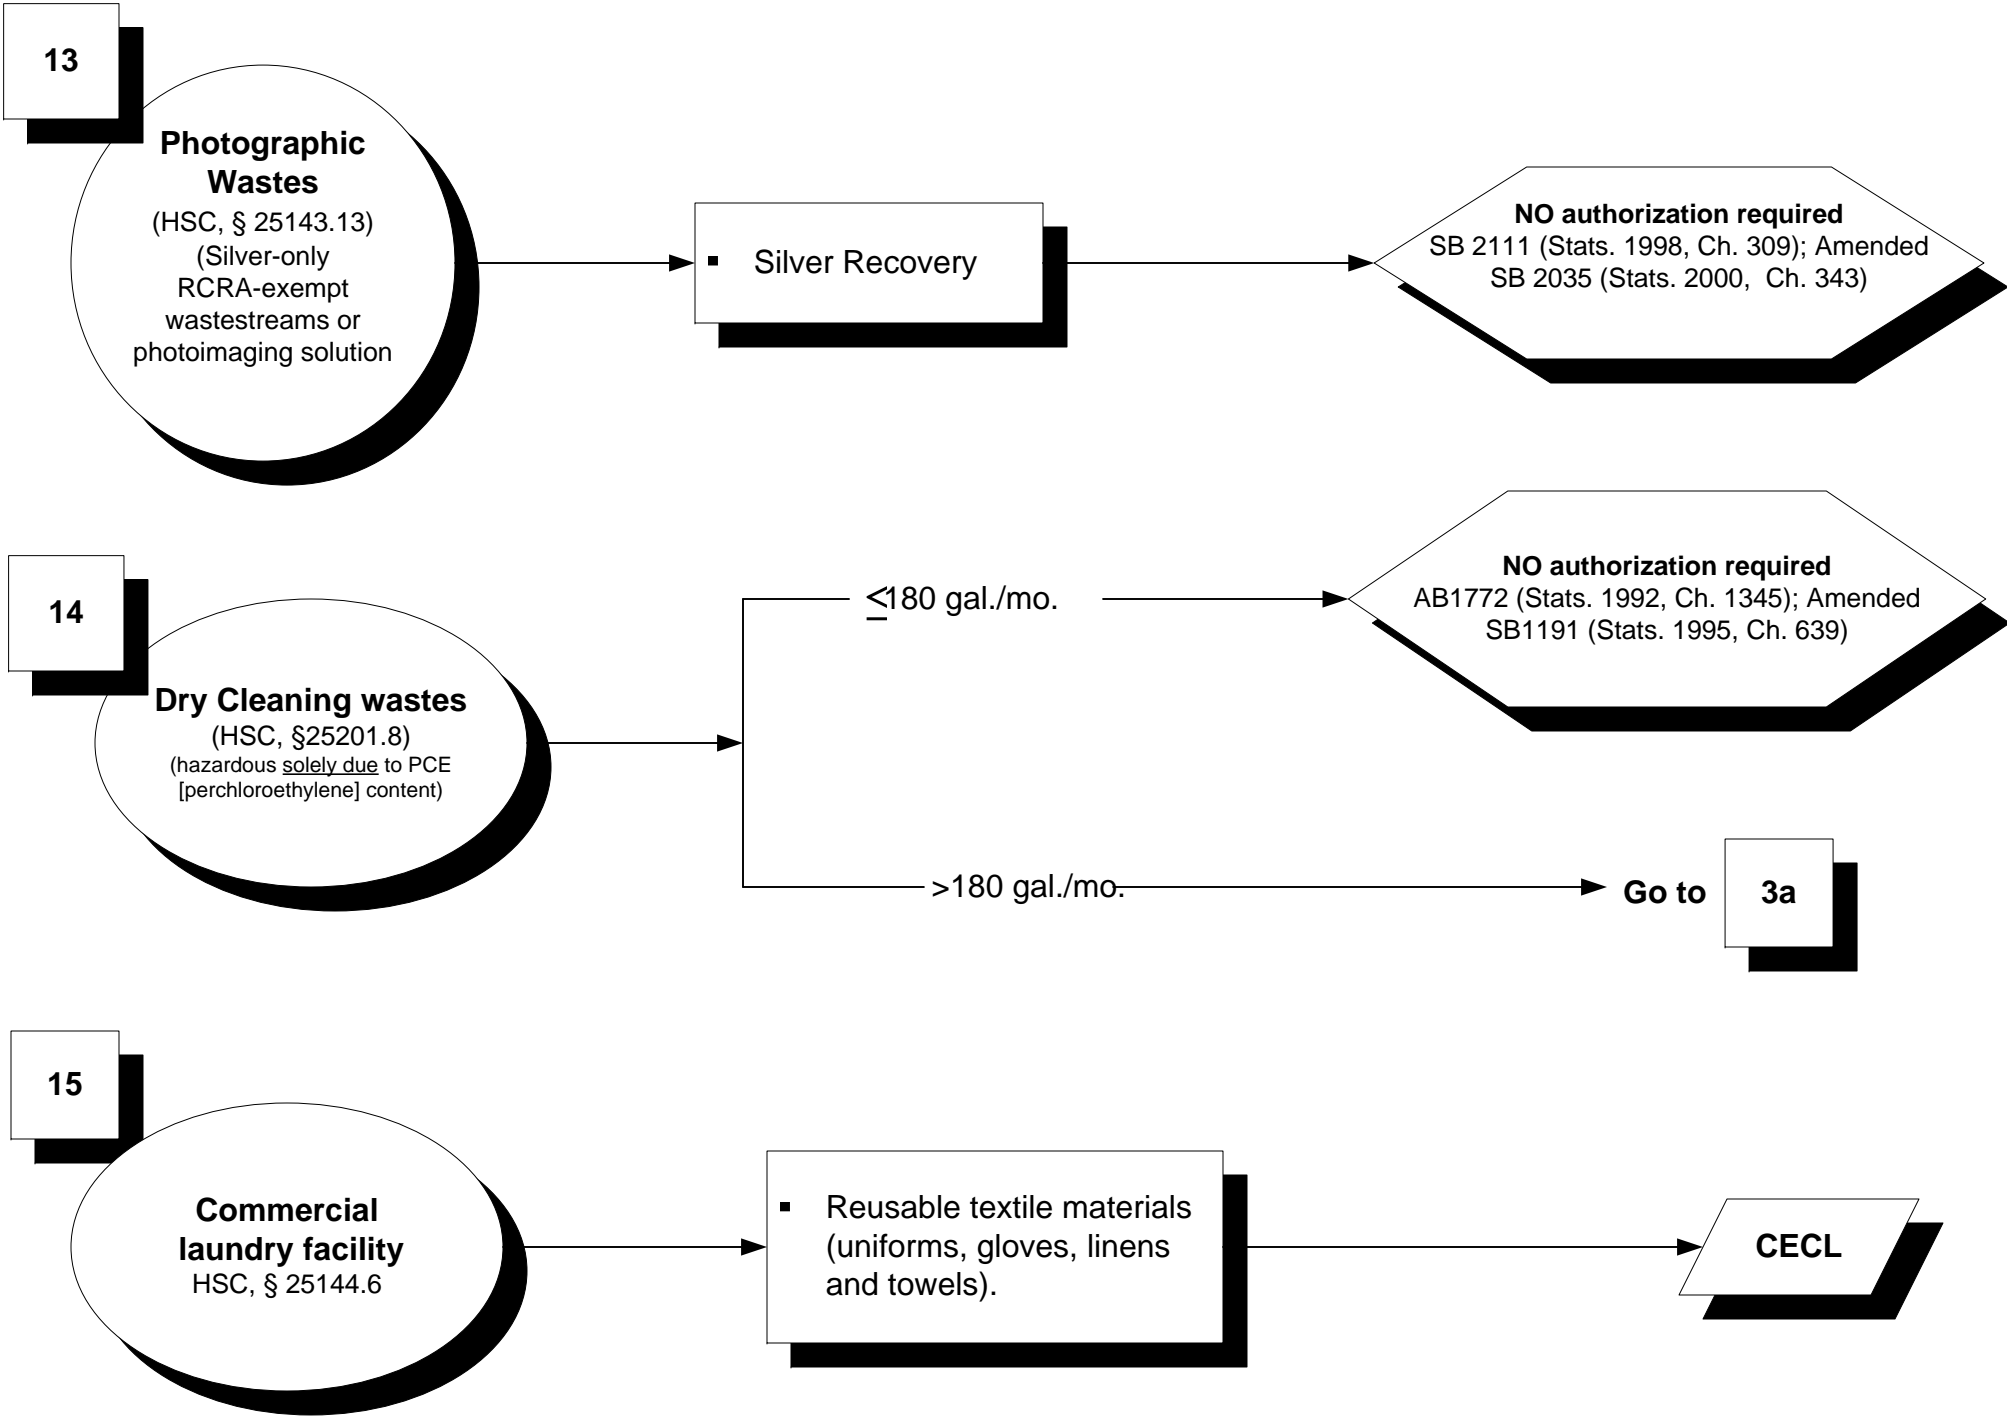 13
Photographic
Wastes
(HSC, § 25143.13)
(Silver-only
RCRA-exempt
wastestreams or
photoimaging solution
▪ Silver Recovery
NO authorization required
SB 2111 (Stats. 1998, Ch. 309); Amended
SB 2035 (Stats. 2000, Ch. 343)
14
Dry Cleaning wastes
(HSC, §25201.8)
(hazardous solely due to PCE
[perchloroethylene] content)
≤180 gal./mo.
NO authorization required
AB1772 (Stats. 1992, Ch. 1345); Amended
SB1191 (Stats. 1995, Ch. 639)
>180 gal./mo.
Go to 3a
15
Commercial
laundry facility
HSC, § 25144.6
▪ Reusable textile materials
(uniforms, gloves, linens
and towels).
CECL